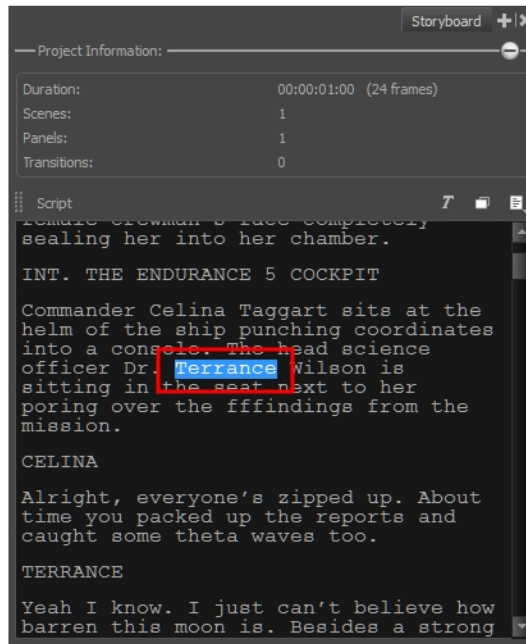 Storyboard
Project Information:
Duration: 00:00:01:00 (24 frames)
Scenes: 1
Panels: 1
Transitions: 0
Script T
female crewman's face completely
sealing her into her chamber.
INT. THE ENDURANCE 5 COCKPIT
Commander Celina Taggart sits at the
helm of the ship punching coordinates
into a console. The head science
officer Dr. Terrance Wilson is
sitting in the seat next to her
poring over the fffindings from the
mission.
CELINA
Alright, everyone's zipped up. About
time you packed up the reports and
caught some theta waves too.
TERRANCE
Yeah I know. I just can't believe how
barren this moon is. Besides a strong